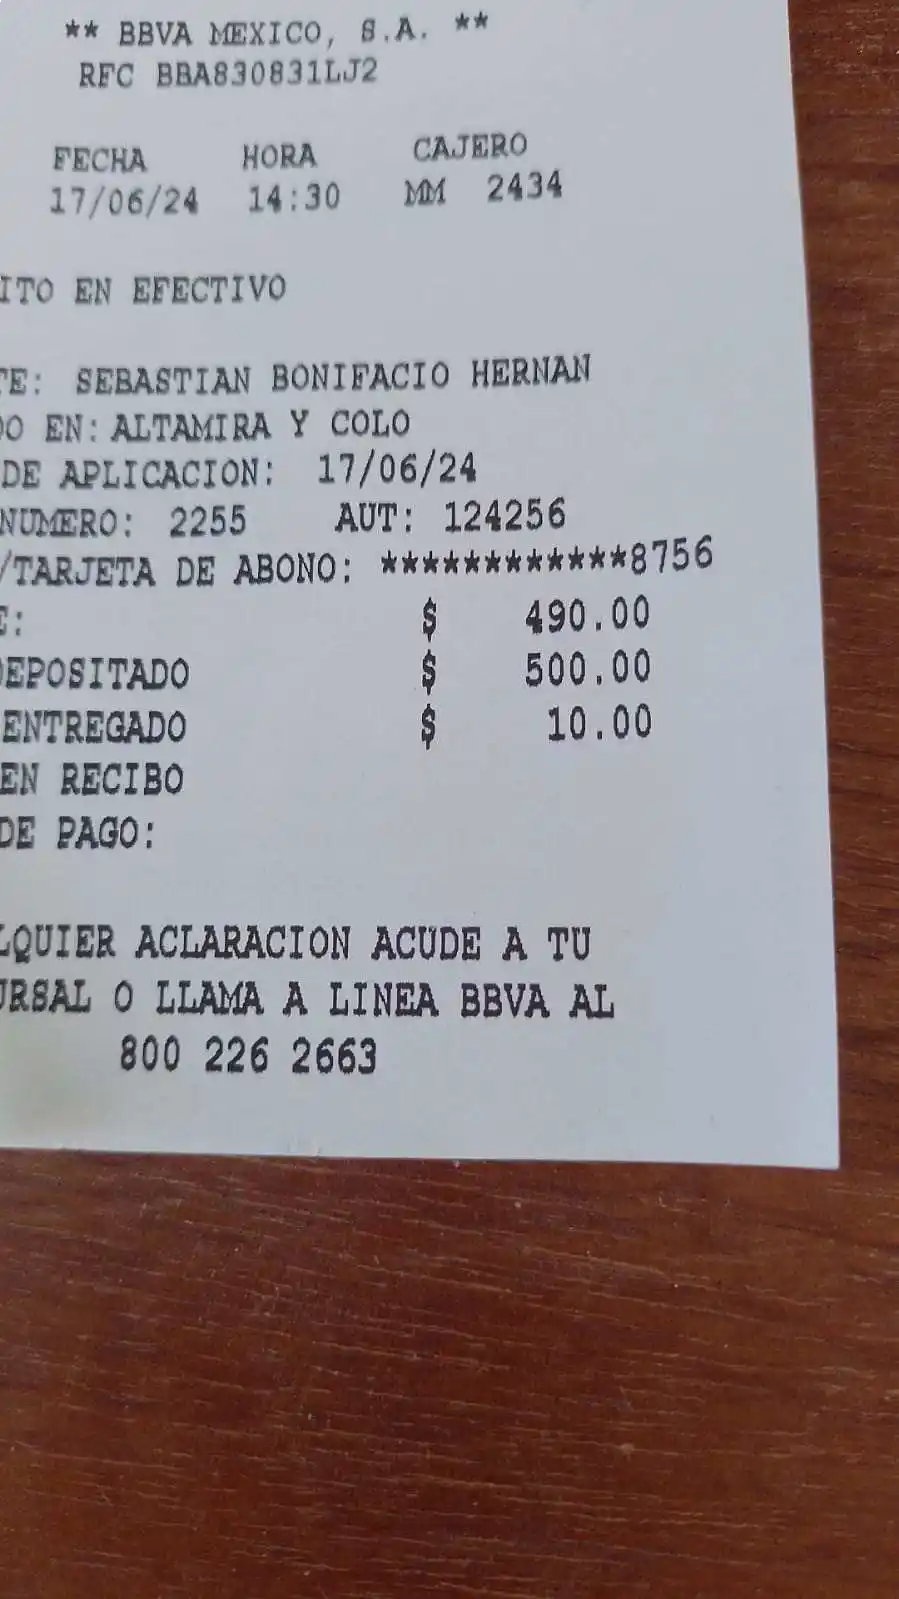 ** BBVA MEXICO, S.A. **
RFC BBA830831LJ2
FECHA HORA CAJERO
17/06/24 14:30 MM 2434
ITO EN EFECTIVO
TE: SEBASTIAN BONIFACIO HERNAN
DO EN: ALTAMIRA Y COLO
DE APLICACION: 17/06/24
NUMERO: 2255 AUT: 124256
/TARJETA DE ABONO: ************8756
E: $ 490.00
DEPOSITADO $ 500.00
ENTREGADO $ 10.00
EN RECIBO
DE PAGO:
LQUIER ACLARACION ACUDE A TU
URSAL O LLAMA A LINEA BBVA AL
800 226 2663